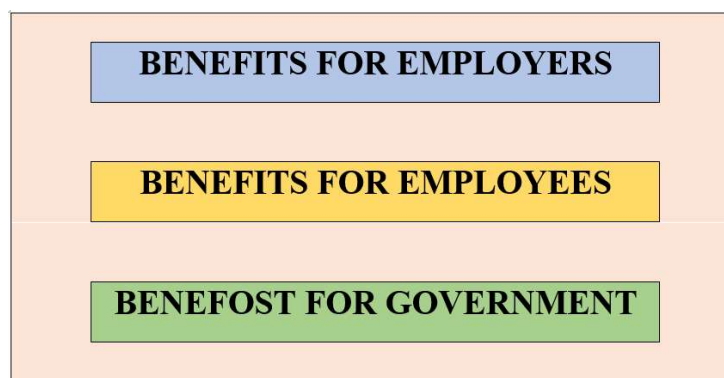 BENEFITS FOR EMPLOYERS
BENEFITS FOR EMPLOYEES
BENEFOST FOR GOVERNMENT